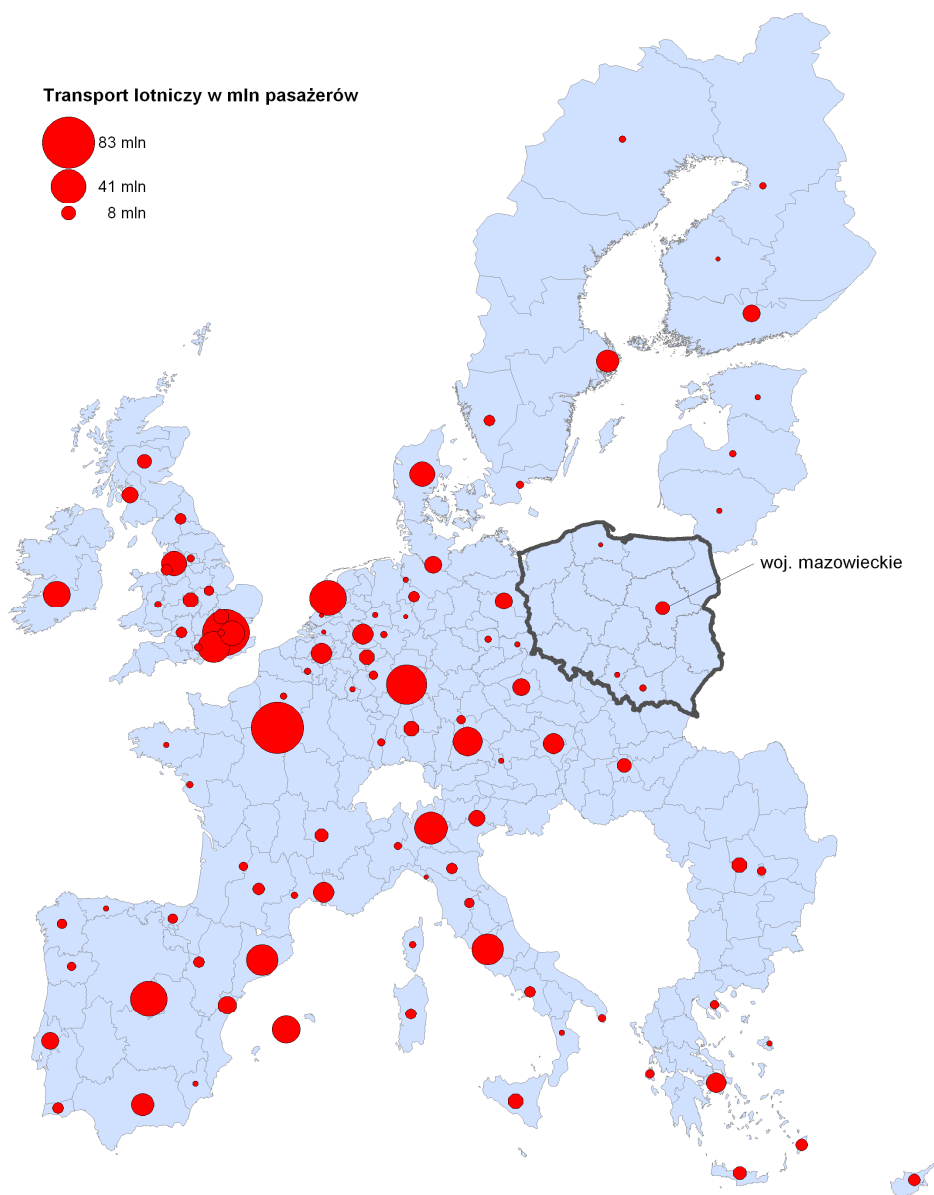 Transport lotniczy w mln pasażerów
83 mln
41 mln
8 mln
woj. mazowieckie